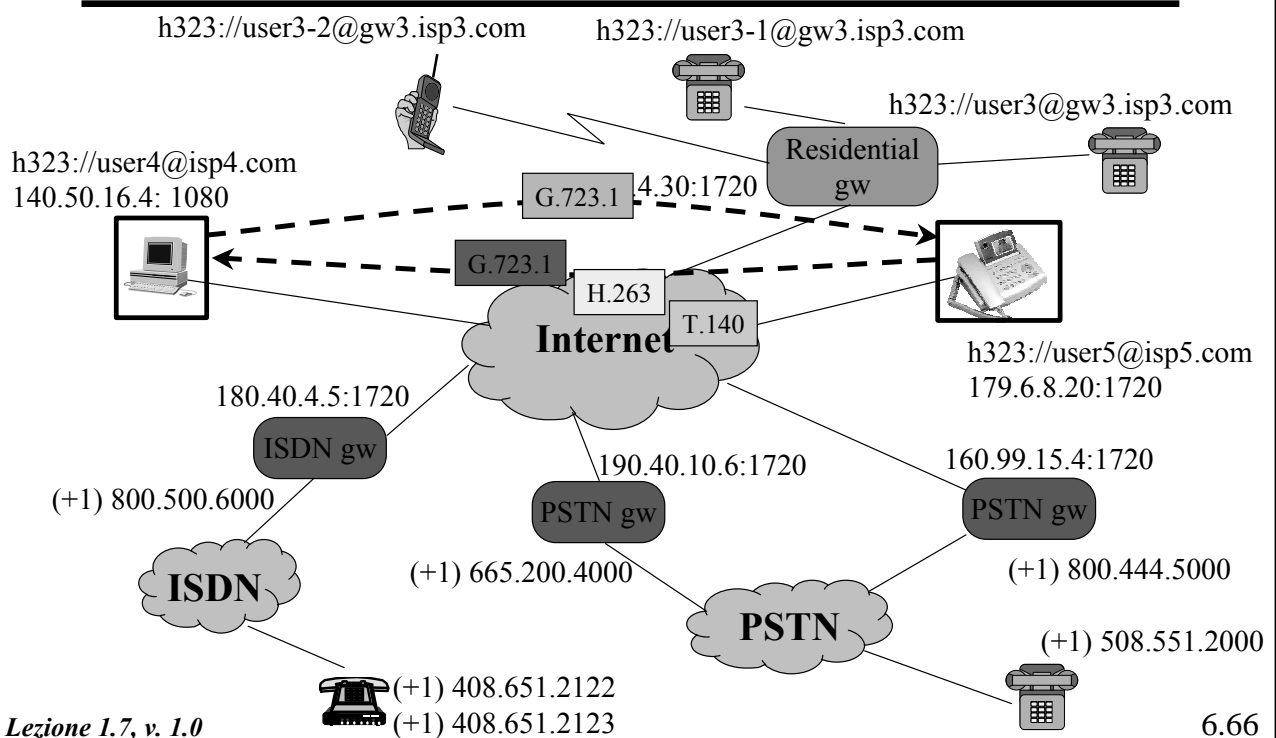 h323://user3-2@gw3.isp3.com
h323://user3-1@gw3.isp3.com
h323://user3@gw3.isp3.com
Residential
gw
h323://user4@isp4.com
140.50.16.4: 1080
G.723.1
.4.30:1720
G.723.1
H.263
T.140
Internet
h323://user5@isp5.com
179.6.8.20:1720
180.40.4.5:1720
ISDN gw
190.40.10.6:1720
160.99.15.4:1720
(+1) 800.500.6000
PSTN gw
PSTN gw
(+1) 665.200.4000
(+1) 800.444.5000
ISDN
PSTN
(+1) 508.551.2000
(+1) 408.651.2122
(+1) 408.651.2123
Lezione 1.7, v. 1.0
6.66